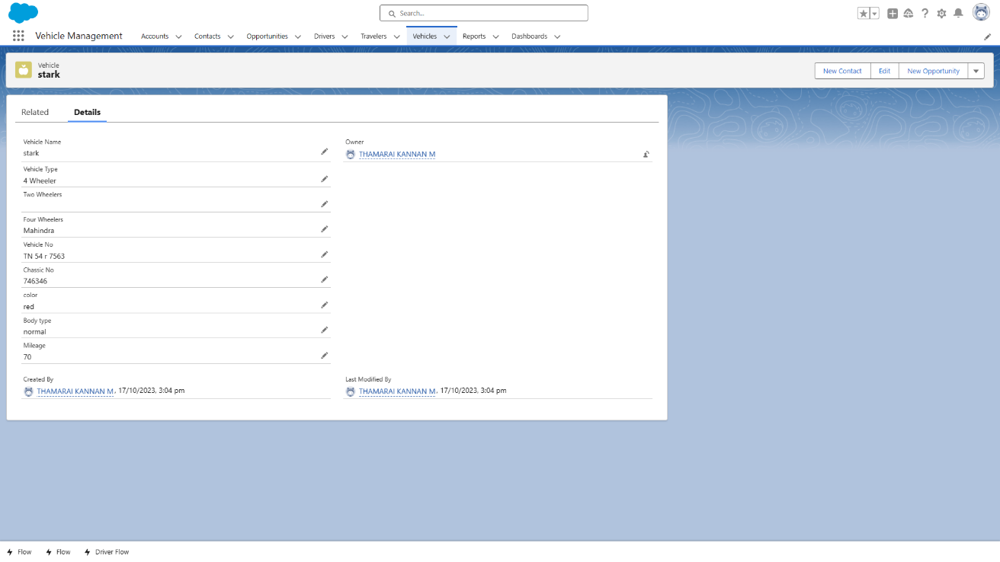 Search...
Vehicle Management
Accounts
Contacts
Opportunities
Drivers
Travelers
Vehicles
Reports
Dashboards
Vehicle
stark
New Contact
Edit
New Opportunity
Related
Details
Vehicle Name
stark
Owner
THAMARAI KANNAN M
Vehicle Type
4 Wheeler
Two Wheelers
Four Wheelers
Mahindra
Vehicle No
TN 54 r 7563
Chassic No
746346
color
red
Body type
normal
Mileage
70
Created By
THAMARAI KANNAN M, 17/10/2023, 3:04 pm
Last Modified By
THAMARAI KANNAN M, 17/10/2023, 3:04 pm
Flow
Flow
Driver Flow